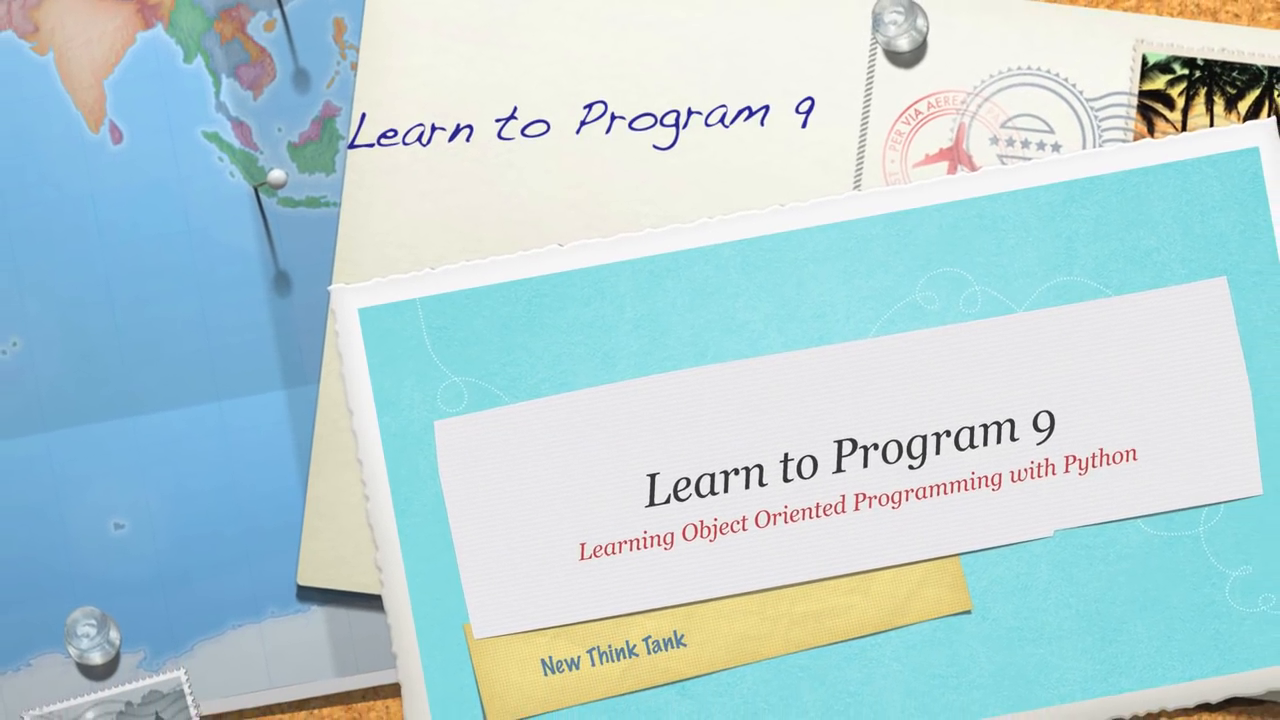 Learn to Program 9
PER VIA AERE
Learn to Program 9
Learning Object Oriented Programming with Python
New Think Tank